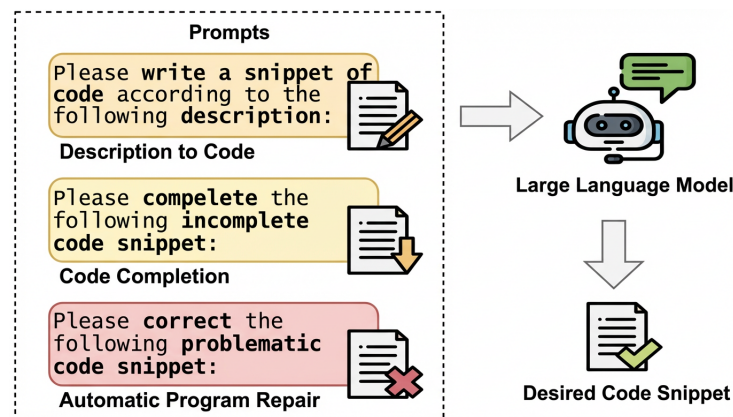 Prompts
Please write a snippet of
code according to the
following description:
Description to Code
Please compelete the
following incomplete
code snippet:
Code Completion
Please correct the
following problematic
code snippet:
Automatic Program Repair
Large Language Model
Desired Code Snippet